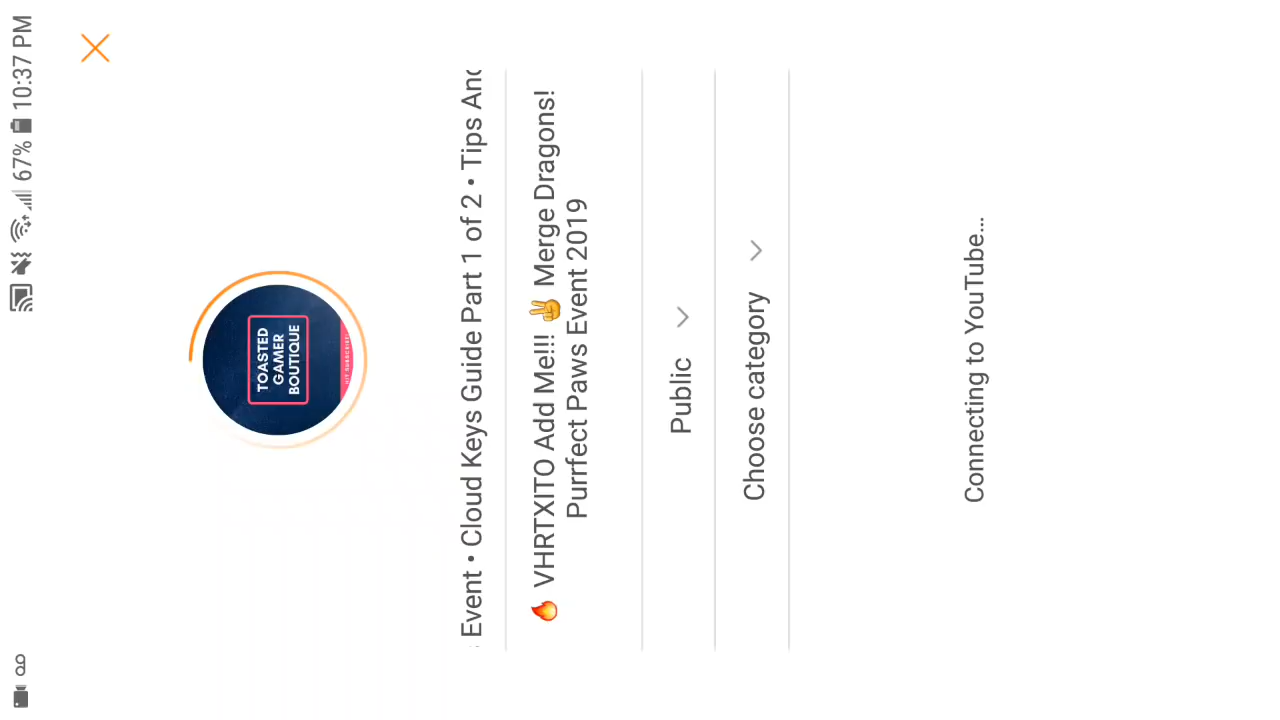 67% 10:37 PM
TOASTED
GAMER
BOUTIQUE
Event • Cloud Keys Guide Part 1 of 2 • Tips And
🔥 VHRTXITO Add Me!!! ✌ Merge Dragons!
Purrfect Paws Event 2019
Public
Choose category
Connecting to YouTube...